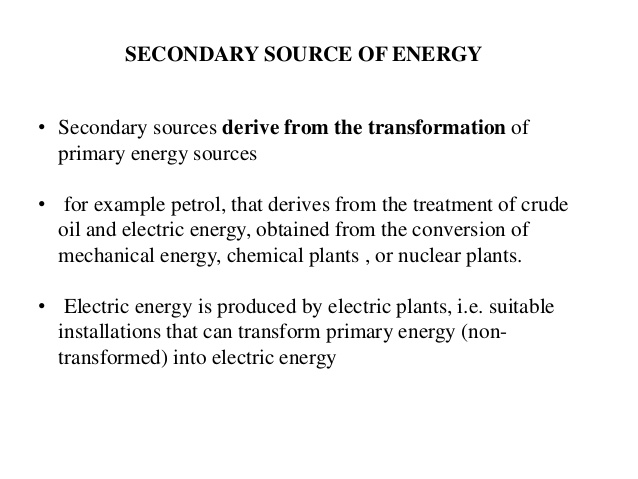 SECONDARY SOURCE OF ENERGY
• Secondary sources derive from the transformation of
primary energy sources
• for example petrol, that derives from the treatment of crude
oil and electric energy, obtained from the conversion of
mechanical energy, chemical plants , or nuclear plants.
• Electric energy is produced by electric plants, i.e. suitable
installations that can transform primary energy (non-
transformed) into electric energy